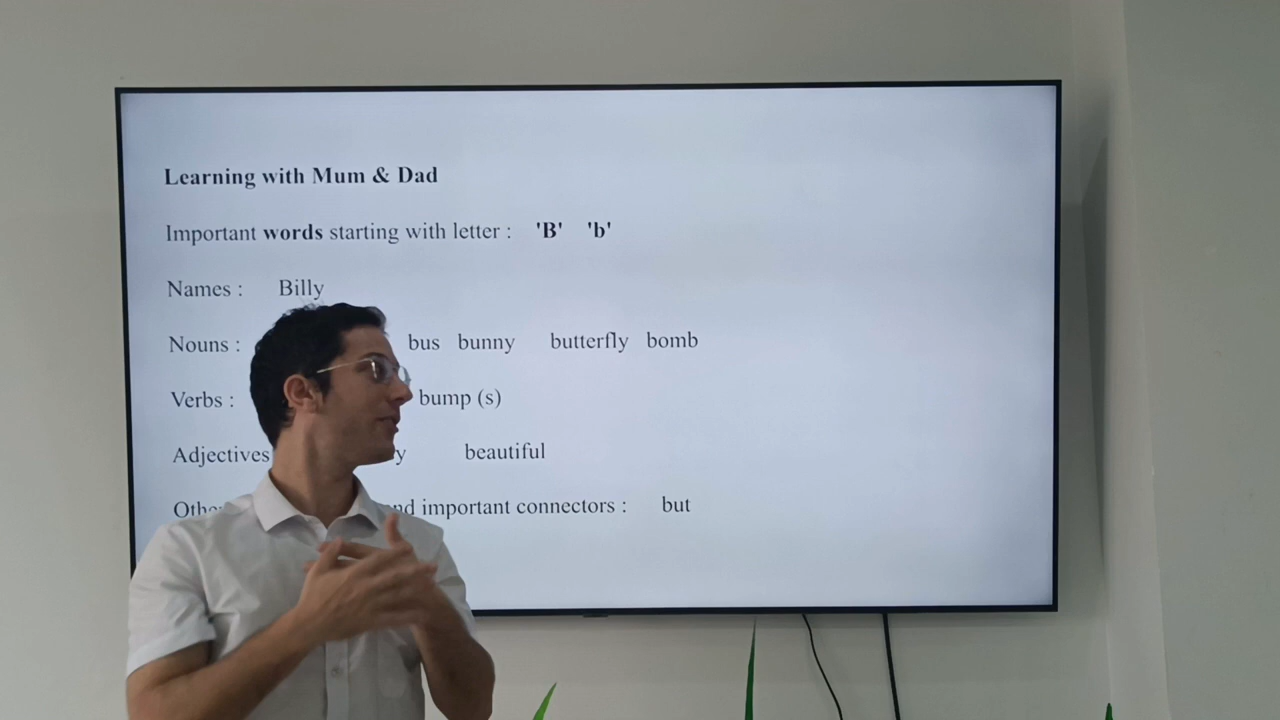 Learning with Mum & Dad
Important words starting with letter : 'B' 'b'
Names : Billy
Nouns : bus bunny butterfly bomb
Verbs : bump (s)
Adjectives beautiful
important connectors : but